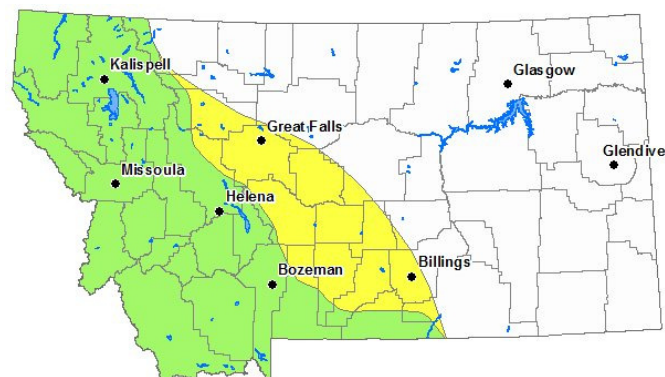 Kalispell
Glasgow
Great Falls
Glendive
Missoula
Helena
Bozeman
Billings